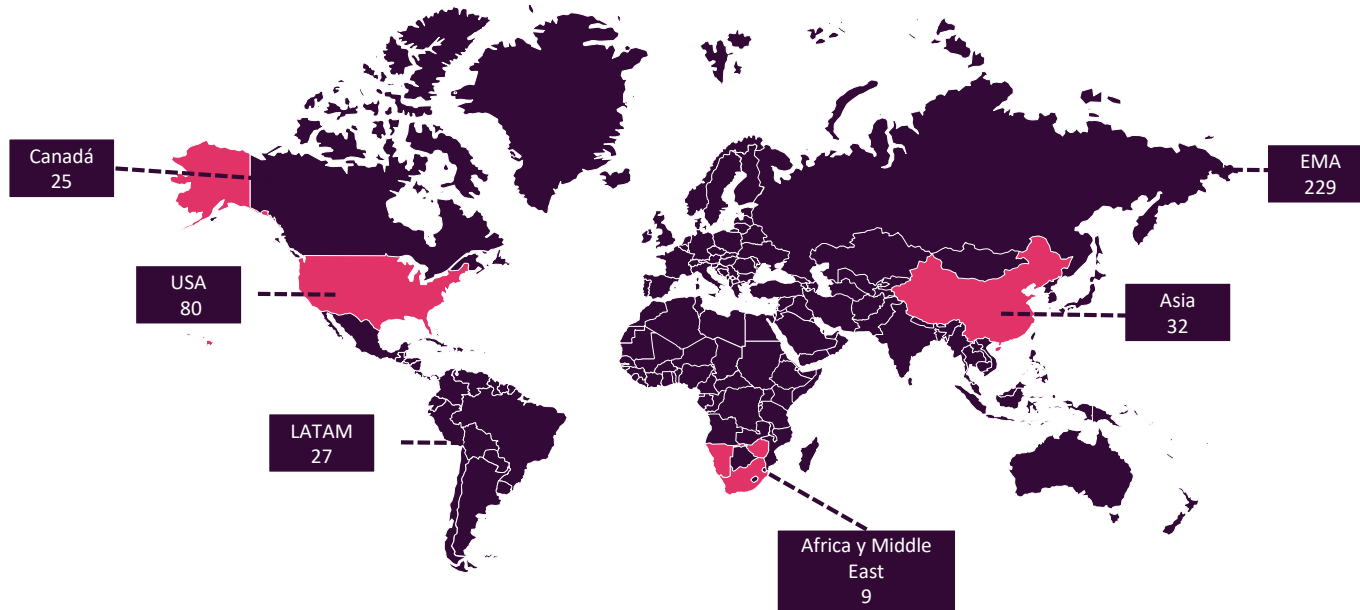 Canadá
25
EMA
229
USA
80
Asia
32
LATAM
27
Africa y Middle
East
9